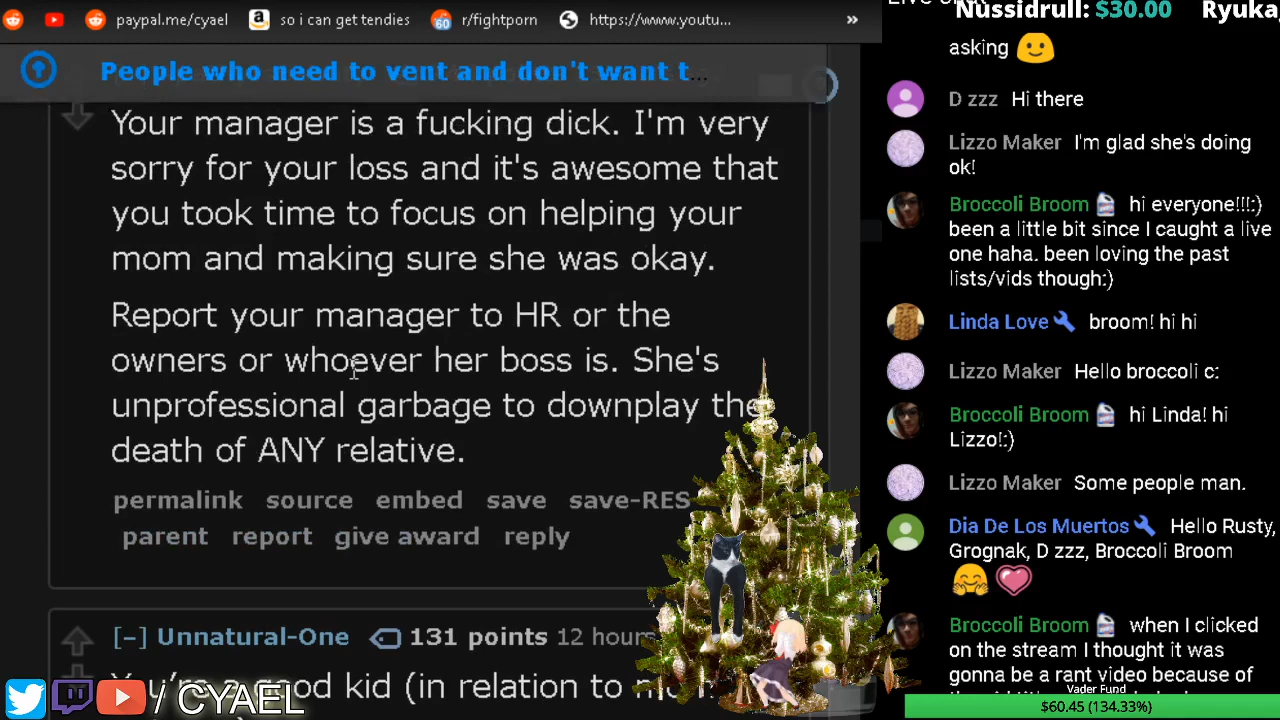 paypal.me/cyael so i can get tendies r/fightporn https://www.youtu... »
People who need to vent and don't want t...
Your manager is a fucking dick. I'm very
sorry for your loss and it's awesome that
you took time to focus on helping your
mom and making sure she was okay.
Report your manager to HR or the
owners or whoever her boss is. She's
unprofessional garbage to downplay the
death of ANY relative.
permalink source embed save save-RES
parent report give award reply
[–] Unnatural-One 131 points 12 hours
You're a good kid (in relation to
/ CYAEL
Nussidrull: $30.00 Ryuka
asking
D zzz Hi there
Lizzo Maker I'm glad she's doing
ok!
Broccoli Broom hi everyone!!!:)
been a little bit since I caught a live
one haha. been loving the past
lists/vids though:)
Linda Love broom! hi hi
Lizzo Maker Hello broccoli c:
Broccoli Broom hi Linda! hi
Lizzo!:)
Lizzo Maker Some people man.
Dia De Los Muertos Hello Rusty,
Grognak, D zzz, Broccoli Broom
Broccoli Broom when I clicked
on the stream I thought it was
gonna be a rant video because of
Vader Fund
$60.45 (134.33%)